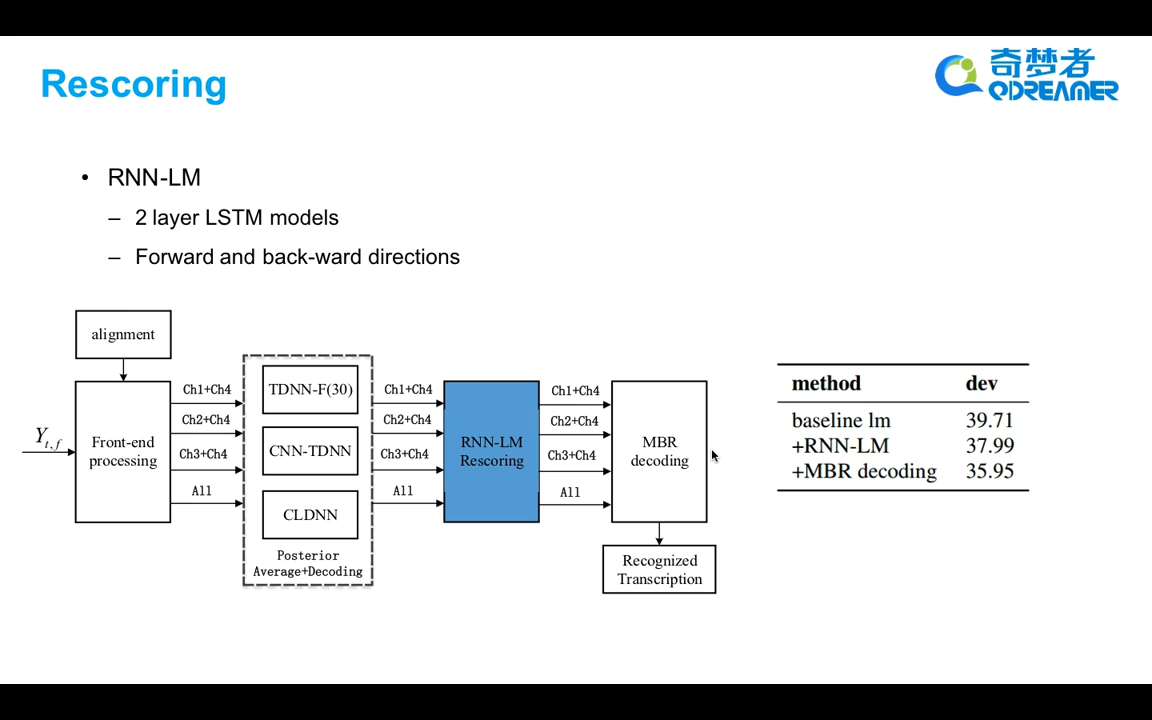 Rescoring
奇梦者
QDREAMER
• RNN-LM
– 2 layer LSTM models
– Forward and back-ward directions
alignment
Y_{t,f}
Front-end
processing
Ch1+Ch4
Ch2+Ch4
Ch3+Ch4
All
TDNN-F(30)
CNN-TDNN
CLDNN
Posterior
Average+Decoding
Ch1+Ch4
Ch2+Ch4
Ch3+Ch4
All
RNN-LM
Rescoring
Ch1+Ch4
Ch2+Ch4
Ch3+Ch4
All
MBR
decoding
Recognized
Transcription
method dev
baseline lm 39.71
+RNN-LM 37.99
+MBR decoding 35.95